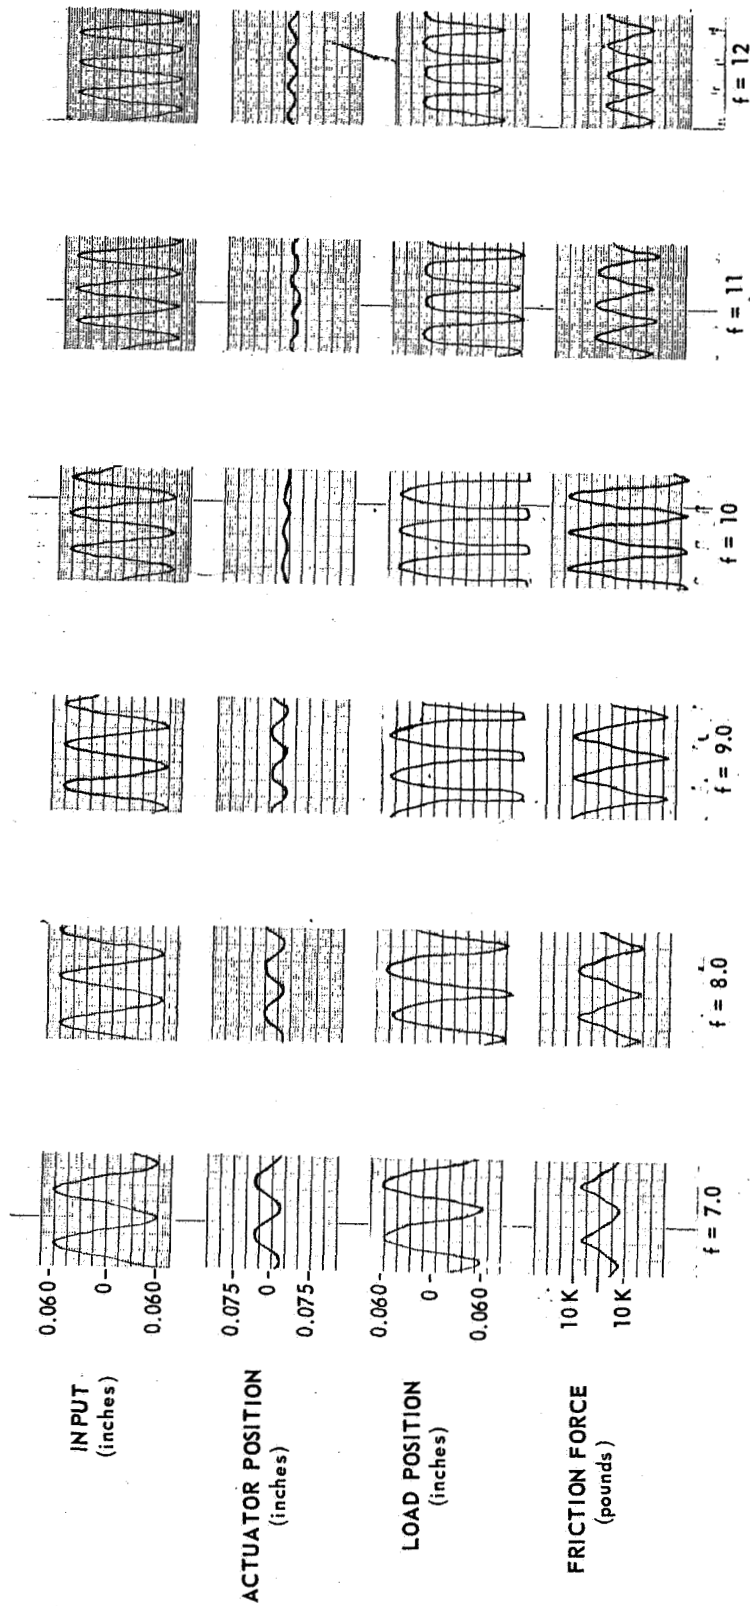 INPUT
(inches)
0.060
0
0.060
ACTUATOR POSITION
(inches)
0.075
0
0.075
LOAD POSITION
(inches)
0.060
0
0.060
FRICTION FORCE
(pounds)
10 K
10 K
f = 7.0
f = 8.0
f = 9.0
f = 10
f = 11
f = 12